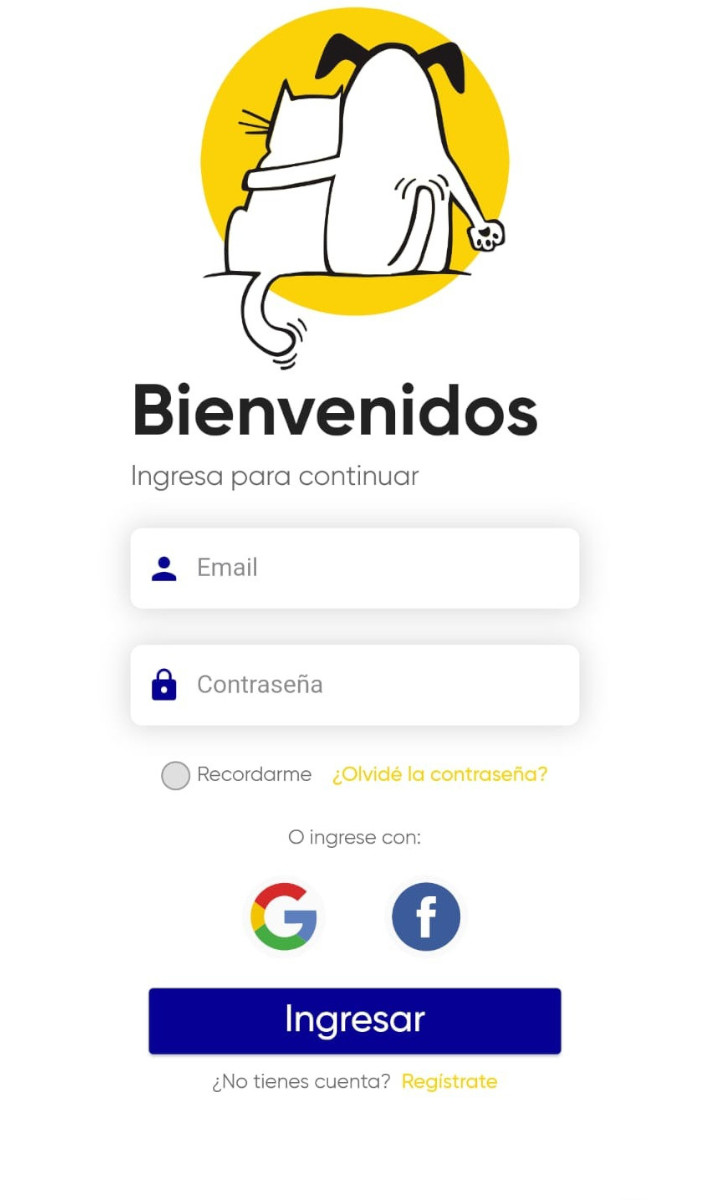 Bienvenidos
Ingresa para continuar
Email
Contraseña
Recordarme ¿Olvidé la contraseña?
O ingrese con:
G f
Ingresar
¿No tienes cuenta? Regístrate